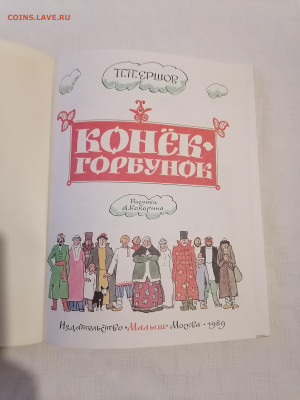 COINS.LAVE.RU
П.П.ЕРШОВ
КОНЁК-
ГОРБУНОК
Рисунки
А.Кокорина
Издательство • Малыш • Москва • 1989